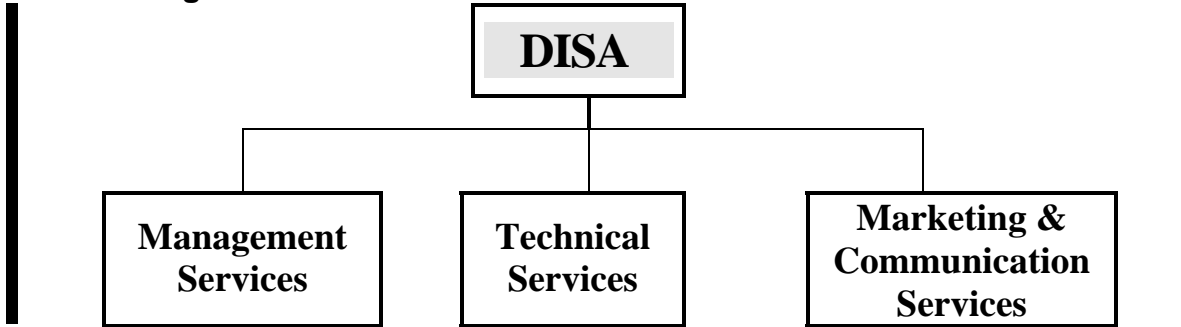 DISA
Management
Services
Technical
Services
Marketing &
Communication
Services